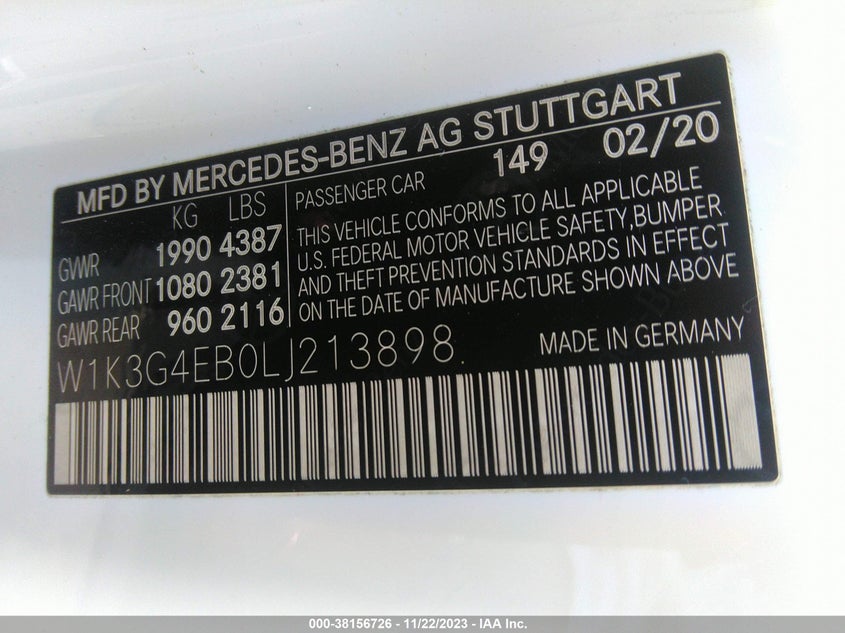 MFD BY MERCEDES-BENZ AG STUTTGART
KG LBS
GVWR 1990 4387
GAWR FRONT 1080 2381
GAWR REAR 960 2116
PASSENGER CAR 149 02/20
THIS VEHICLE CONFORMS TO ALL APPLICABLE
U.S. FEDERAL MOTOR VEHICLE SAFETY,BUMPER
AND THEFT PREVENTION STANDARDS IN EFFECT
ON THE DATE OF MANUFACTURE SHOWN ABOVE
W1K3G4EB0LJ213898. MADE IN GERMANY
000-38156726 - 11/22/2023 - IAA Inc.